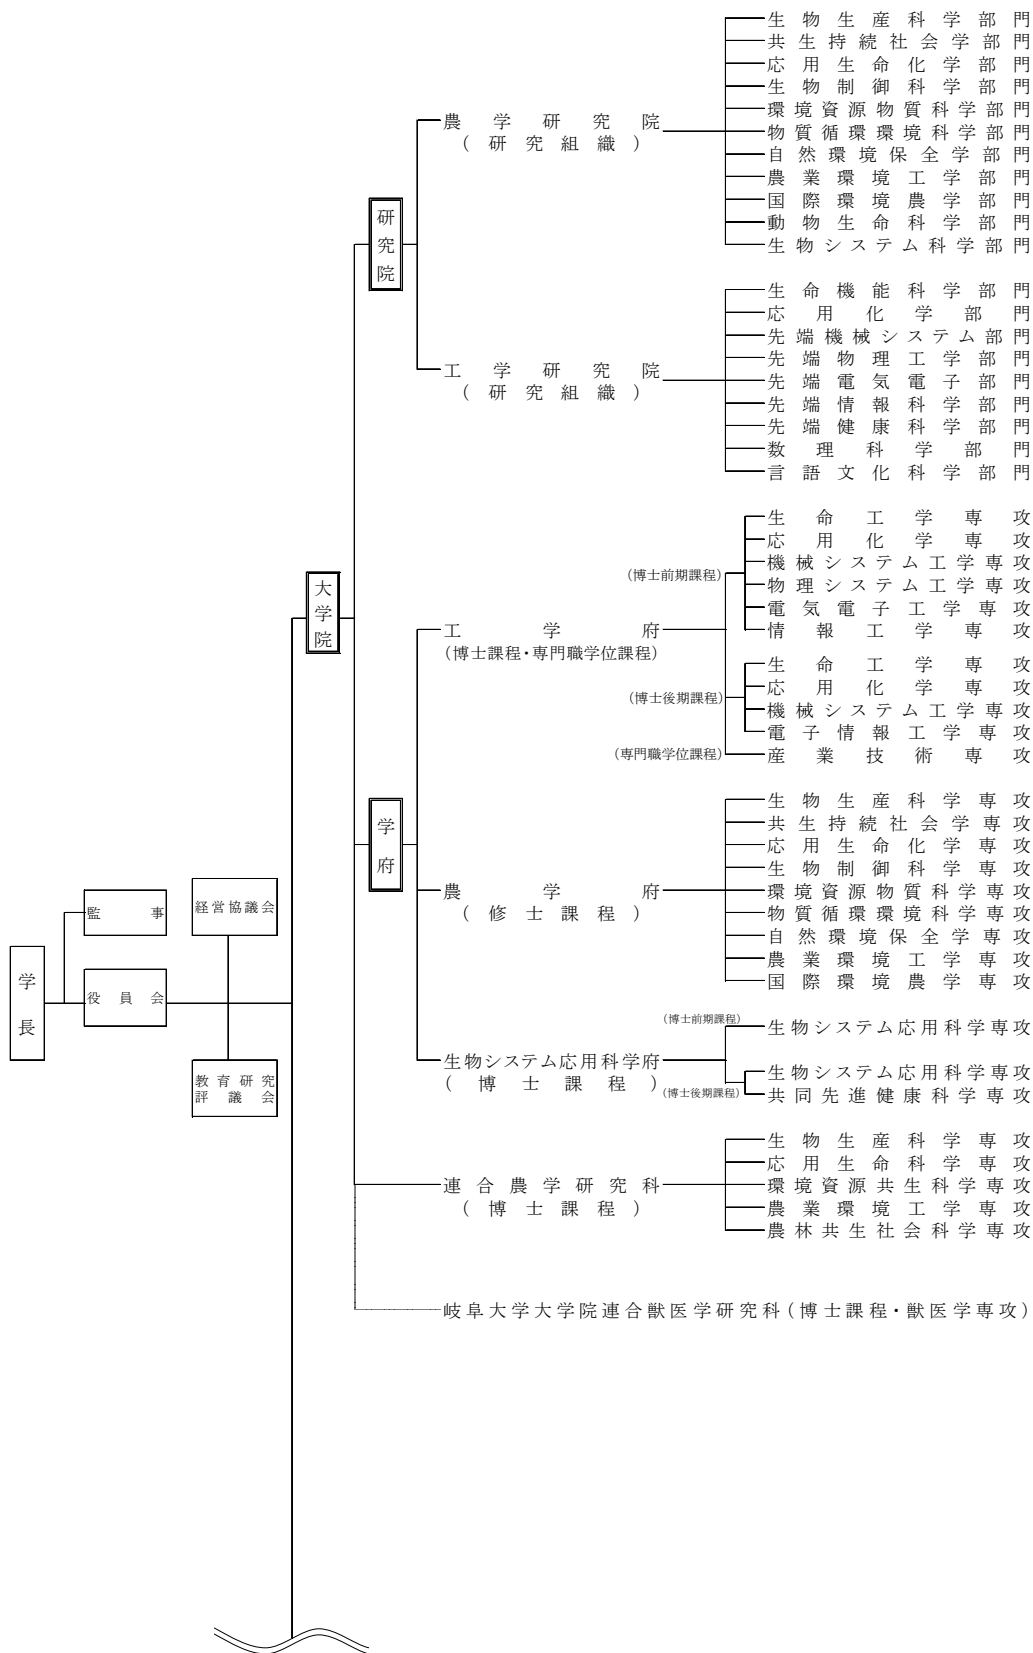 学長
監事
役員会
経営協議会
教育研究
評議会
大学院
研究院
農学研究院
(研究組織)
生物生産科学部門
共生持続社会学部門
応用生命化学部門
生物制御科学部門
環境資源物質科学部門
物質循環環境科学部門
自然環境保全学部門
農業環境工学部門
国際環境農学部門
動物生命科学部門
生物システム科学部門
工学研究院
(研究組織)
生命機能科学部門
応用化学部門
先端機械システム部門
先端物理工学部門
先端電気電子部門
先端情報科学部門
先端健康科学部門
数理科学部門
言語文化科学部門
学府
工学府
(博士課程・専門職学位課程)
(博士前期課程)
生命工学専攻
応用化学専攻
機械システム工学専攻
物理システム工学専攻
電気電子工学専攻
情報工学専攻
(博士後期課程)
生命工学専攻
応用化学専攻
機械システム工学専攻
電子情報工学専攻
(専門職学位課程)
産業技術専攻
農学府
(修士課程)
生物生産科学専攻
共生持続社会学専攻
応用生命化学専攻
生物制御科学専攻
環境資源物質科学専攻
物質循環環境科学専攻
自然環境保全学専攻
農業環境工学専攻
国際環境農学専攻
生物システム応用科学府
(博士課程)
(博士前期課程)
生物システム応用科学専攻
(博士後期課程)
生物システム応用科学専攻
共同先進健康科学専攻
連合農学研究科
(博士課程)
生物生産科学専攻
応用生命科学専攻
環境資源共生科学専攻
農業環境工学専攻
農林共生社会科学専攻
岐阜大学大学院連合獣医学研究科(博士課程・獣医学専攻)